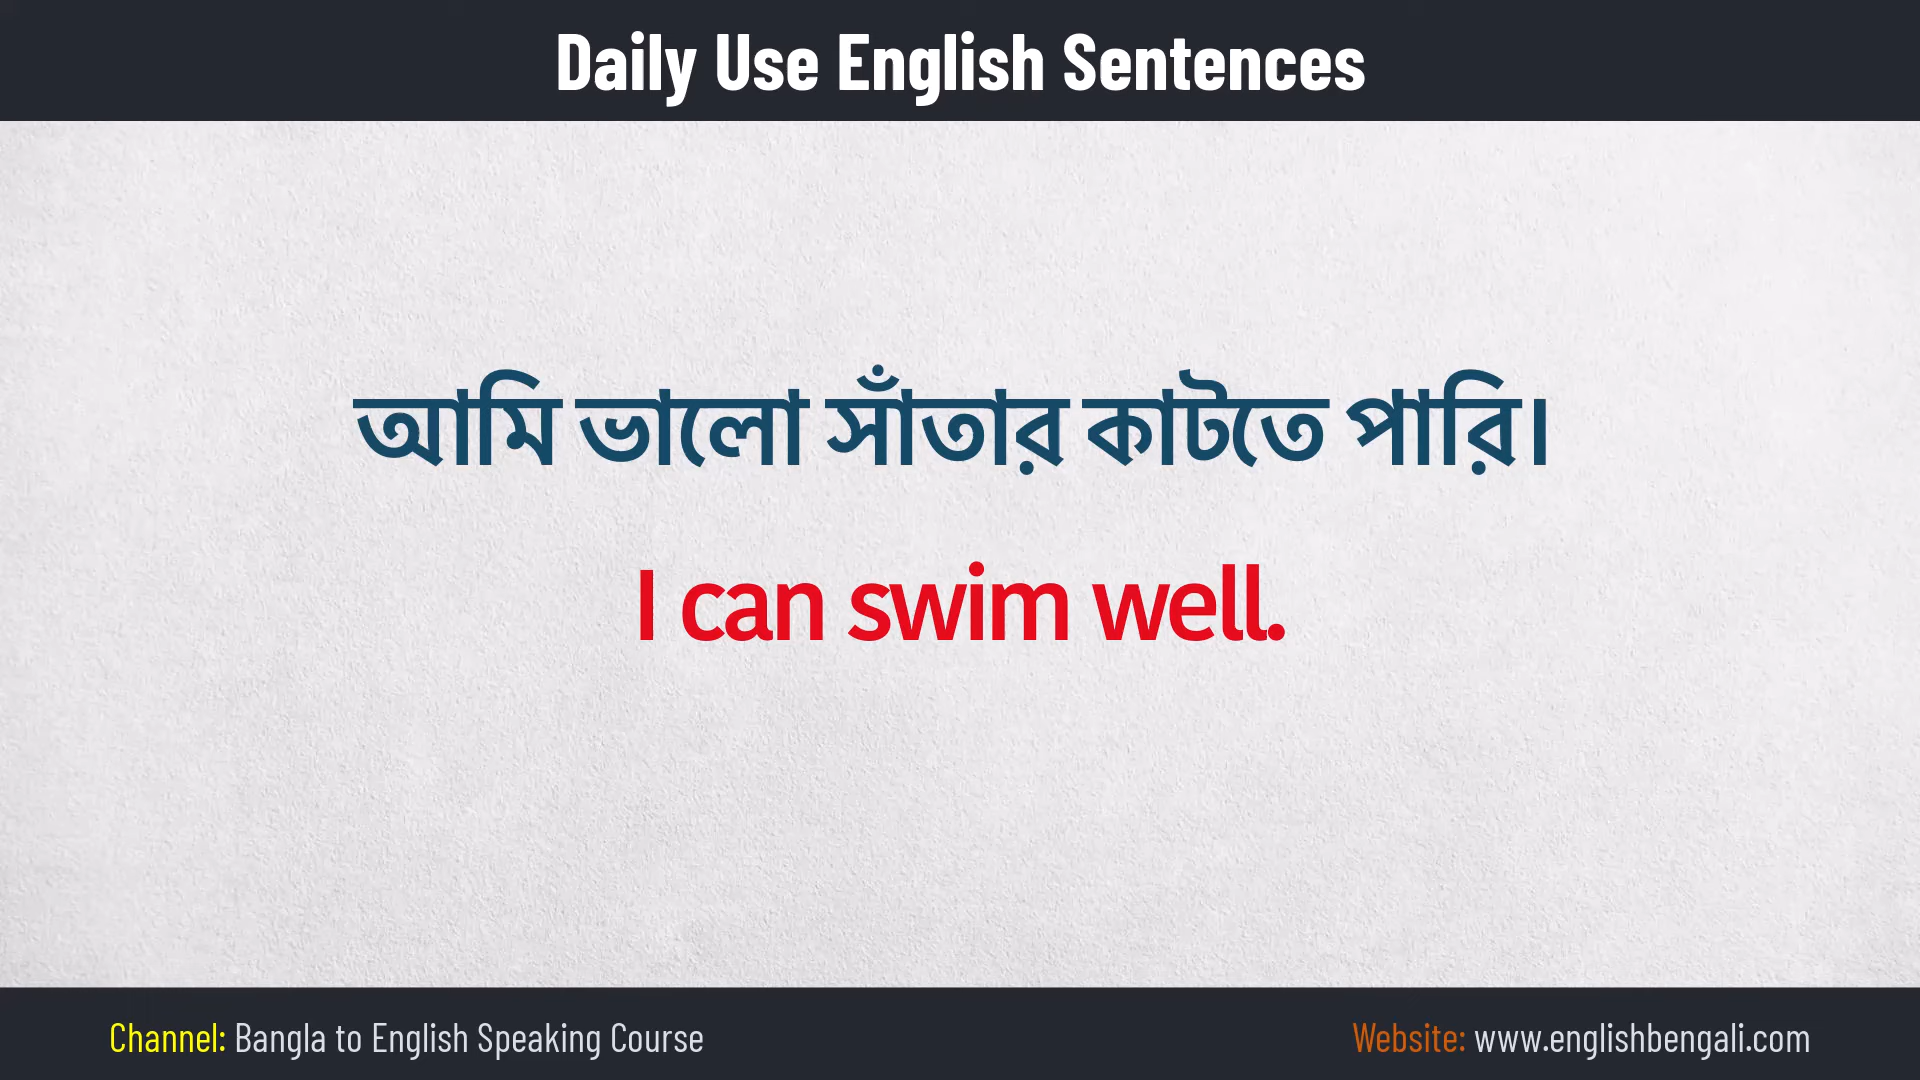 Daily Use English Sentences
আমি ভালো সাঁতার কাটতে পারি।
I can swim well.
Channel: Bangla to English Speaking Course
Website: www.englishbengali.com